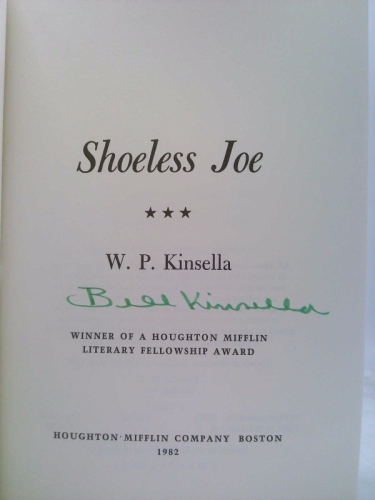 Shoeless Joe
★★★
W. P. Kinsella
Bill Kinsella
WINNER OF A HOUGHTON MIFFLIN
LITERARY FELLOWSHIP AWARD
HOUGHTON MIFFLIN COMPANY BOSTON
1982